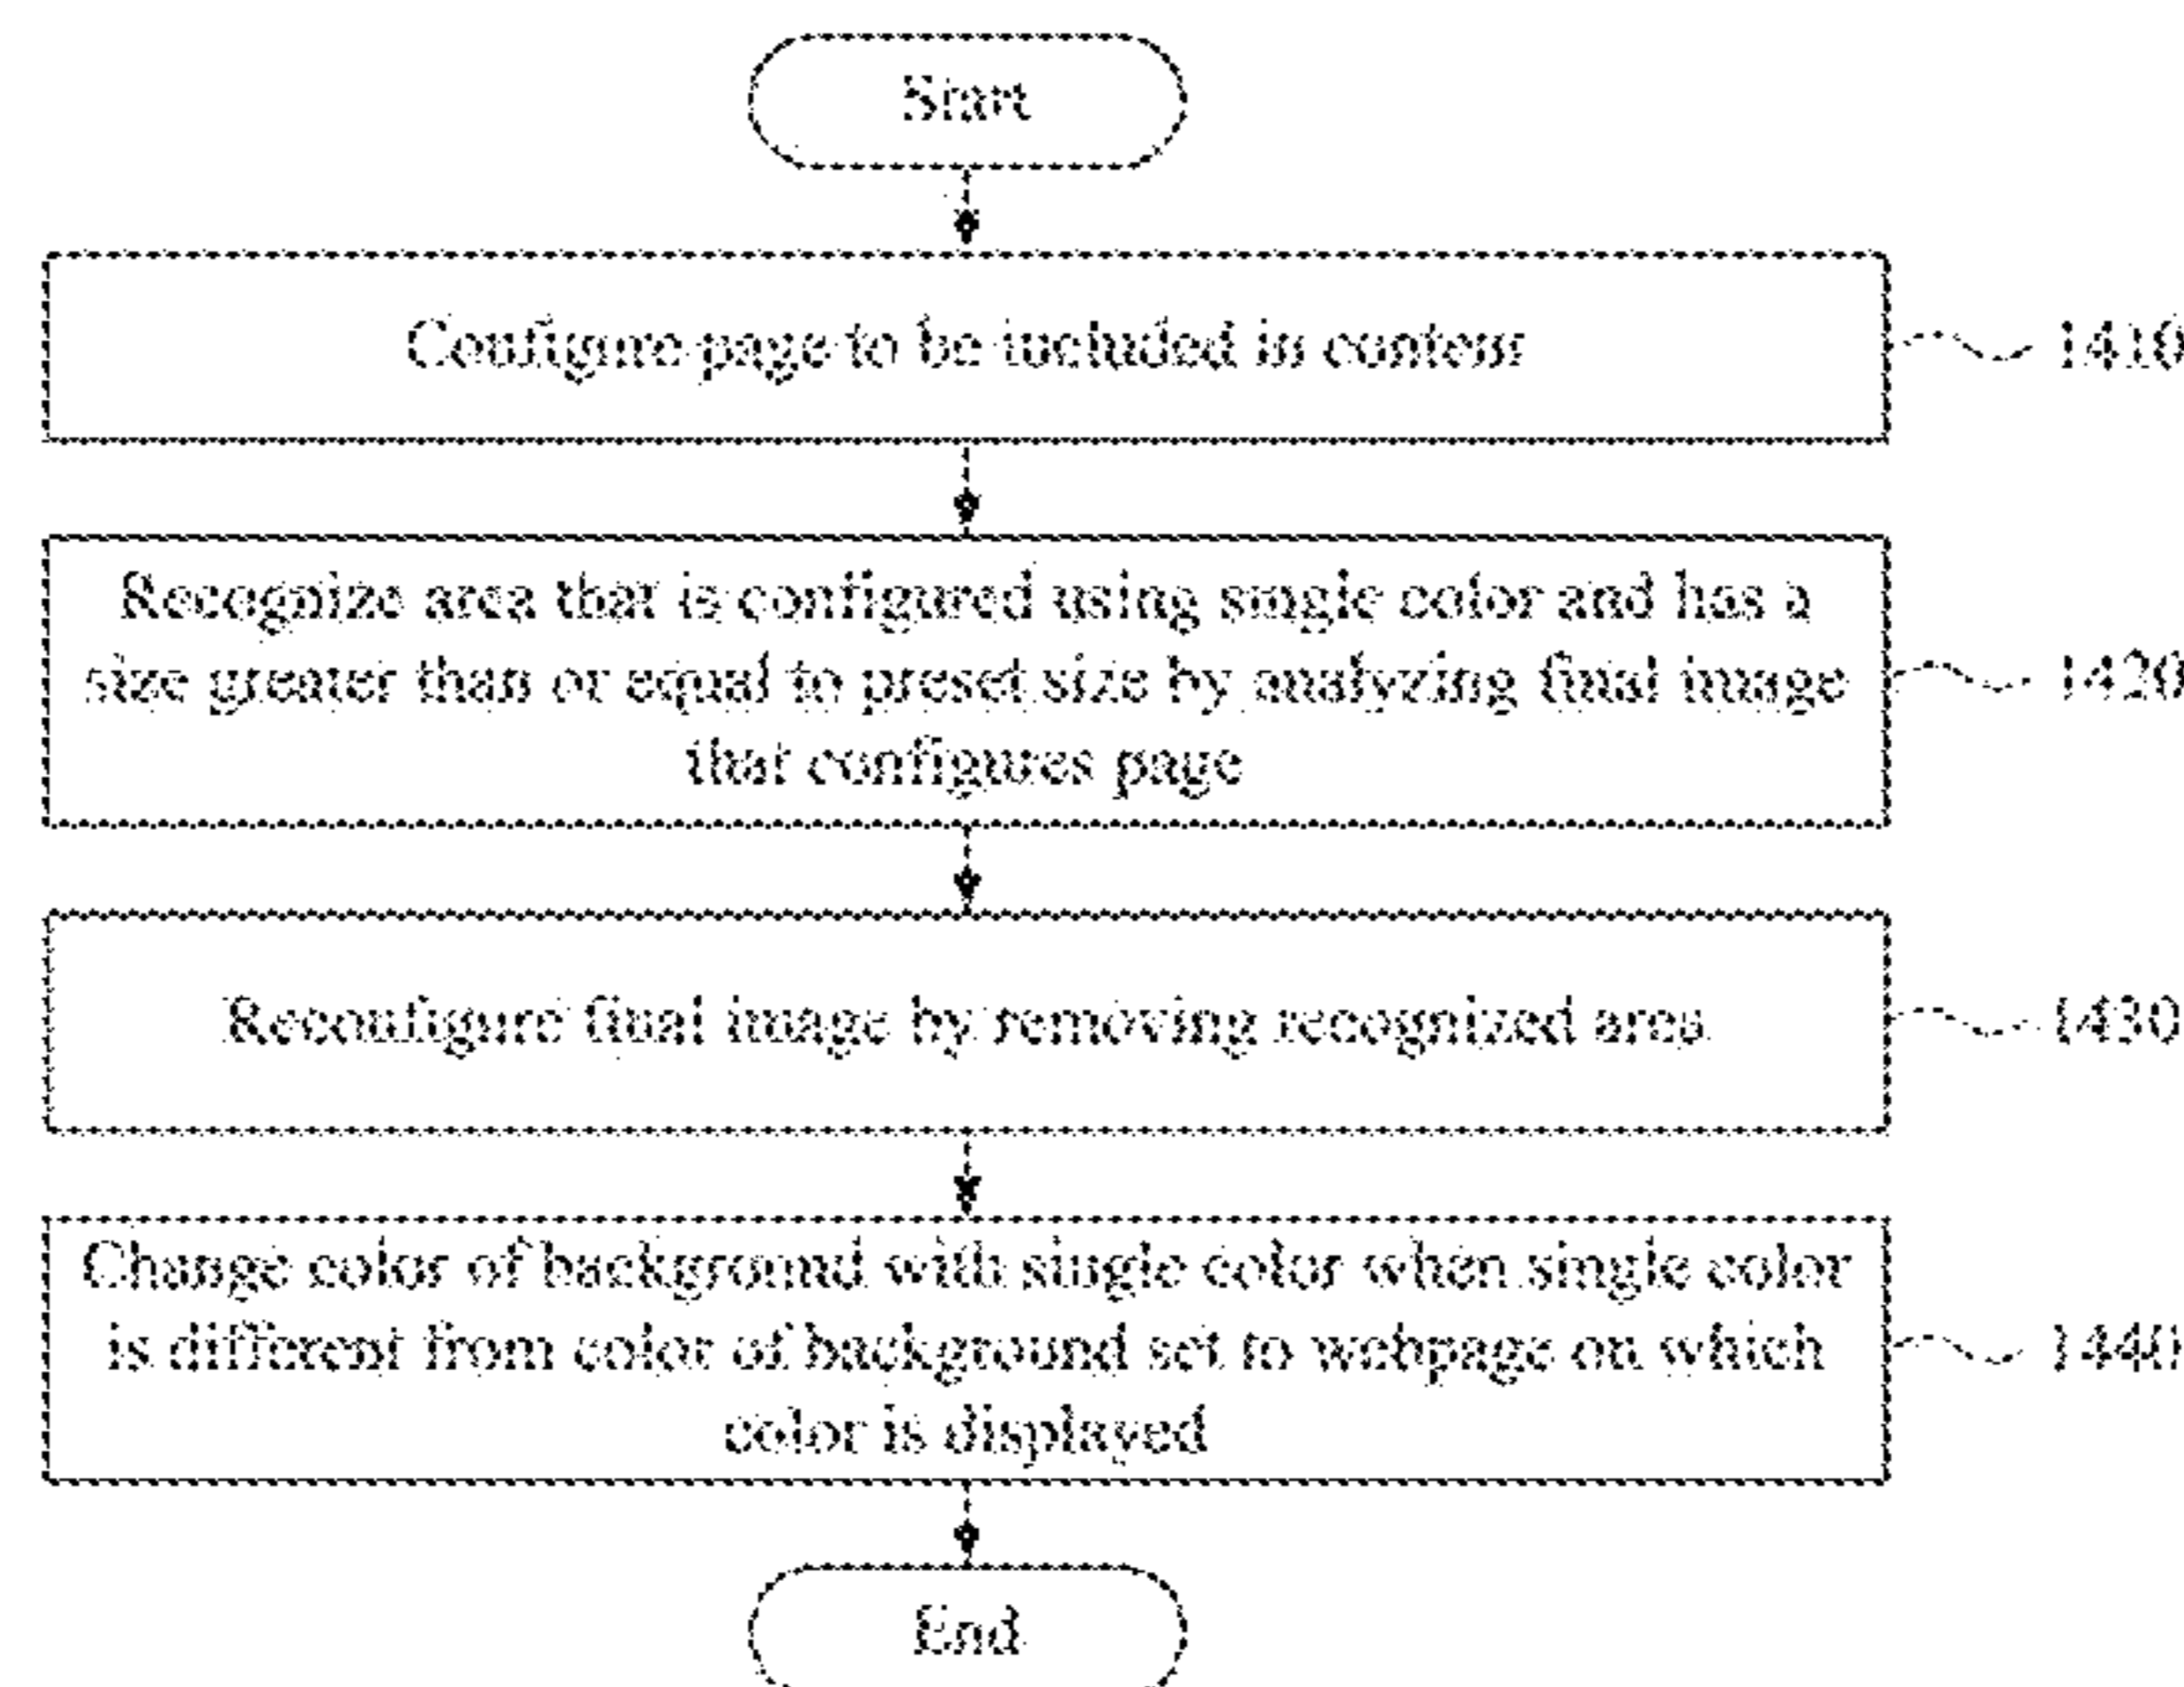 Start
Configure page to be included in content
1410
Recognize area that is configured using single color and has a
size greater than or equal to preset size by analyzing final image
that configures page
1420
Reconfigure final image by removing recognized area
1430
Change color of background with single color when single color
is different from color of background set to webpage on which
color is displayed
1440
End